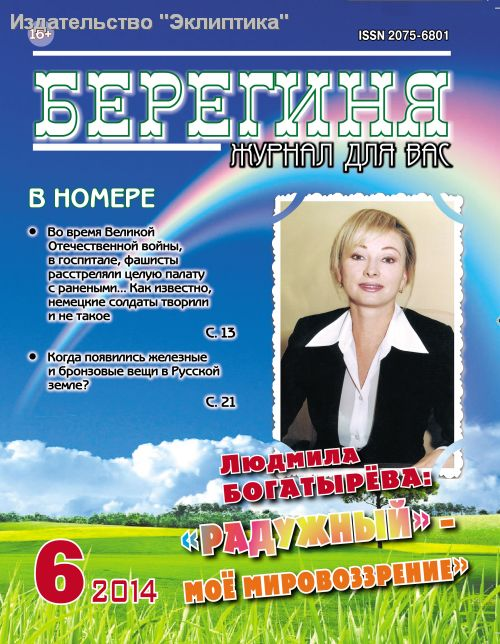 Издательство "Эклиптика"
16+
ISSN 2075-6801
БЕРЕГИНЯ
ЖУРНАЛ ДЛЯ ВАС
В НОМЕРЕ
• Во время Великой
Отечественной войны,
в госпитале, фашисты
расстреляли целую палату
с ранеными... Как известно,
немецкие солдаты творили
и не такое
С. 13
• Когда появились железные
и бронзовые вещи в Русской
земле?
С. 21
Людмила
БОГАТЫРЁВА:
«РАДУЖНЫЙ» -
МОЁ МИРОВОЗЗРЕНИЕ»
6 2014